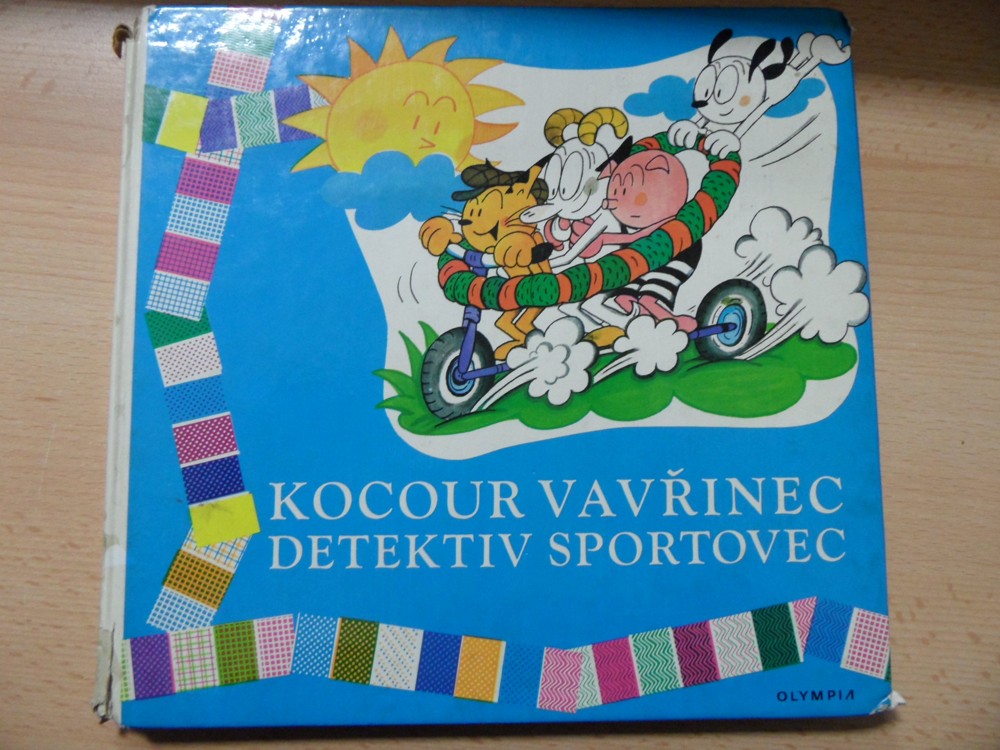 KOCOUR VAVŘINEC
DETEKTIV SPORTOVEC
OLYMPIA